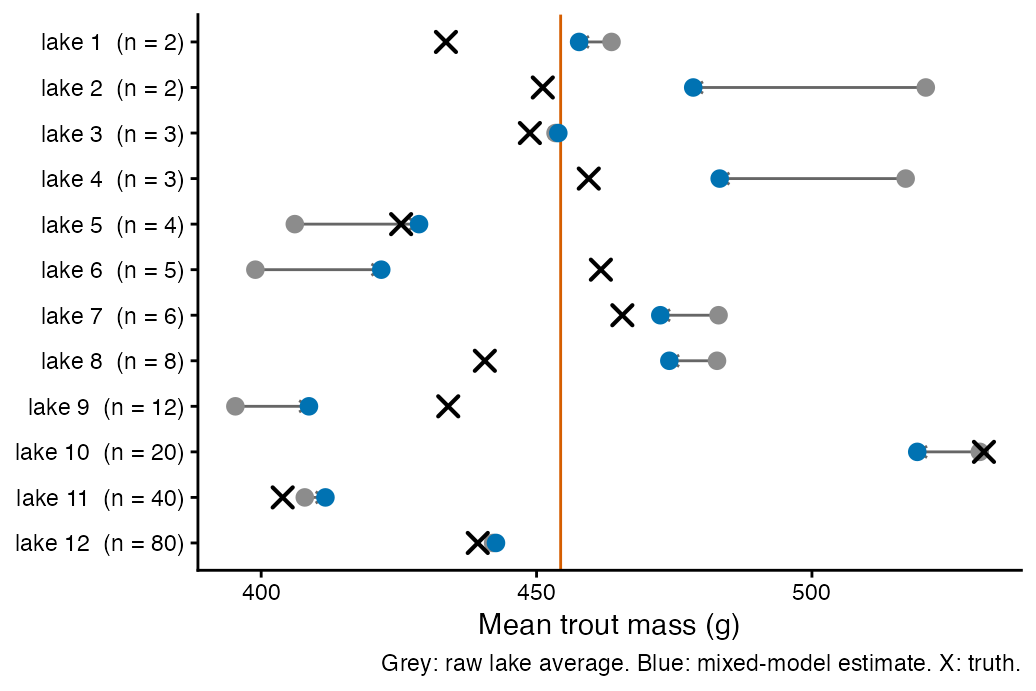 lake 1 (n = 2)
lake 2 (n = 2)
lake 3 (n = 3)
lake 4 (n = 3)
lake 5 (n = 4)
lake 6 (n = 5)
lake 7 (n = 6)
lake 8 (n = 8)
lake 9 (n = 12)
lake 10 (n = 20)
lake 11 (n = 40)
lake 12 (n = 80)
400 450 500
Mean trout mass (g)
Grey: raw lake average. Blue: mixed-model estimate. X: truth.